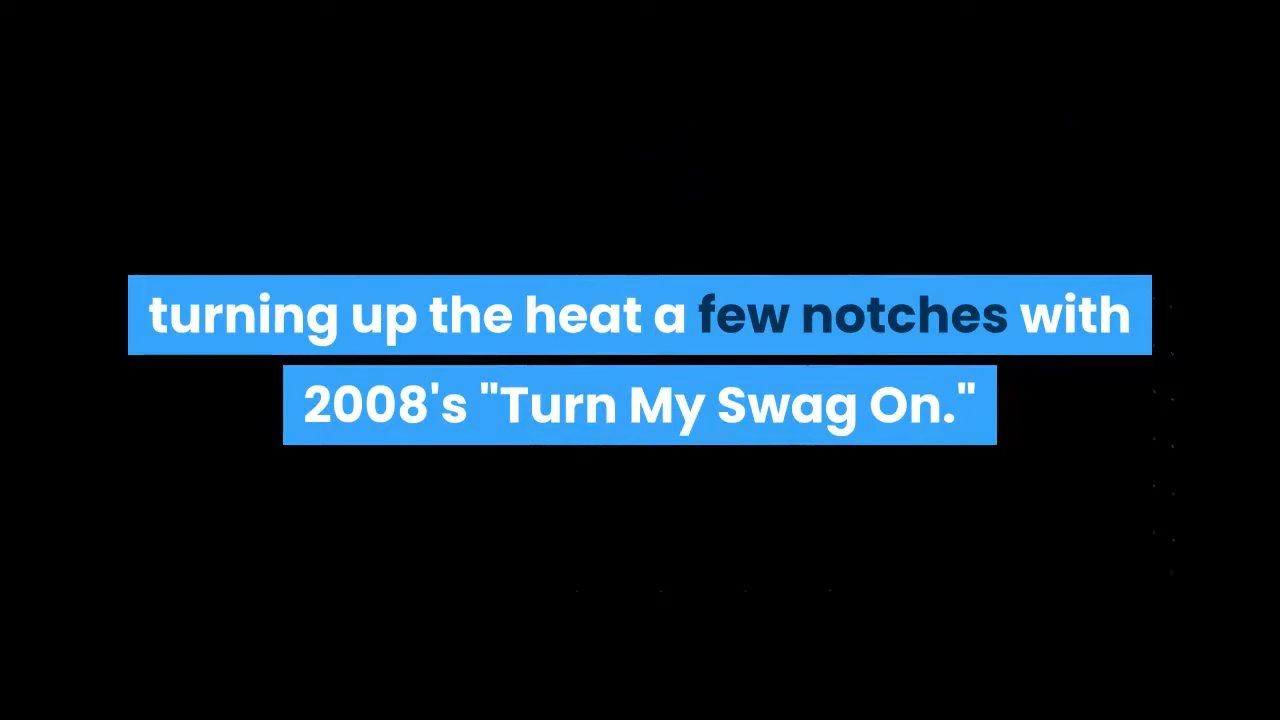 turning up the heat a few notches with
2008's "Turn My Swag On."